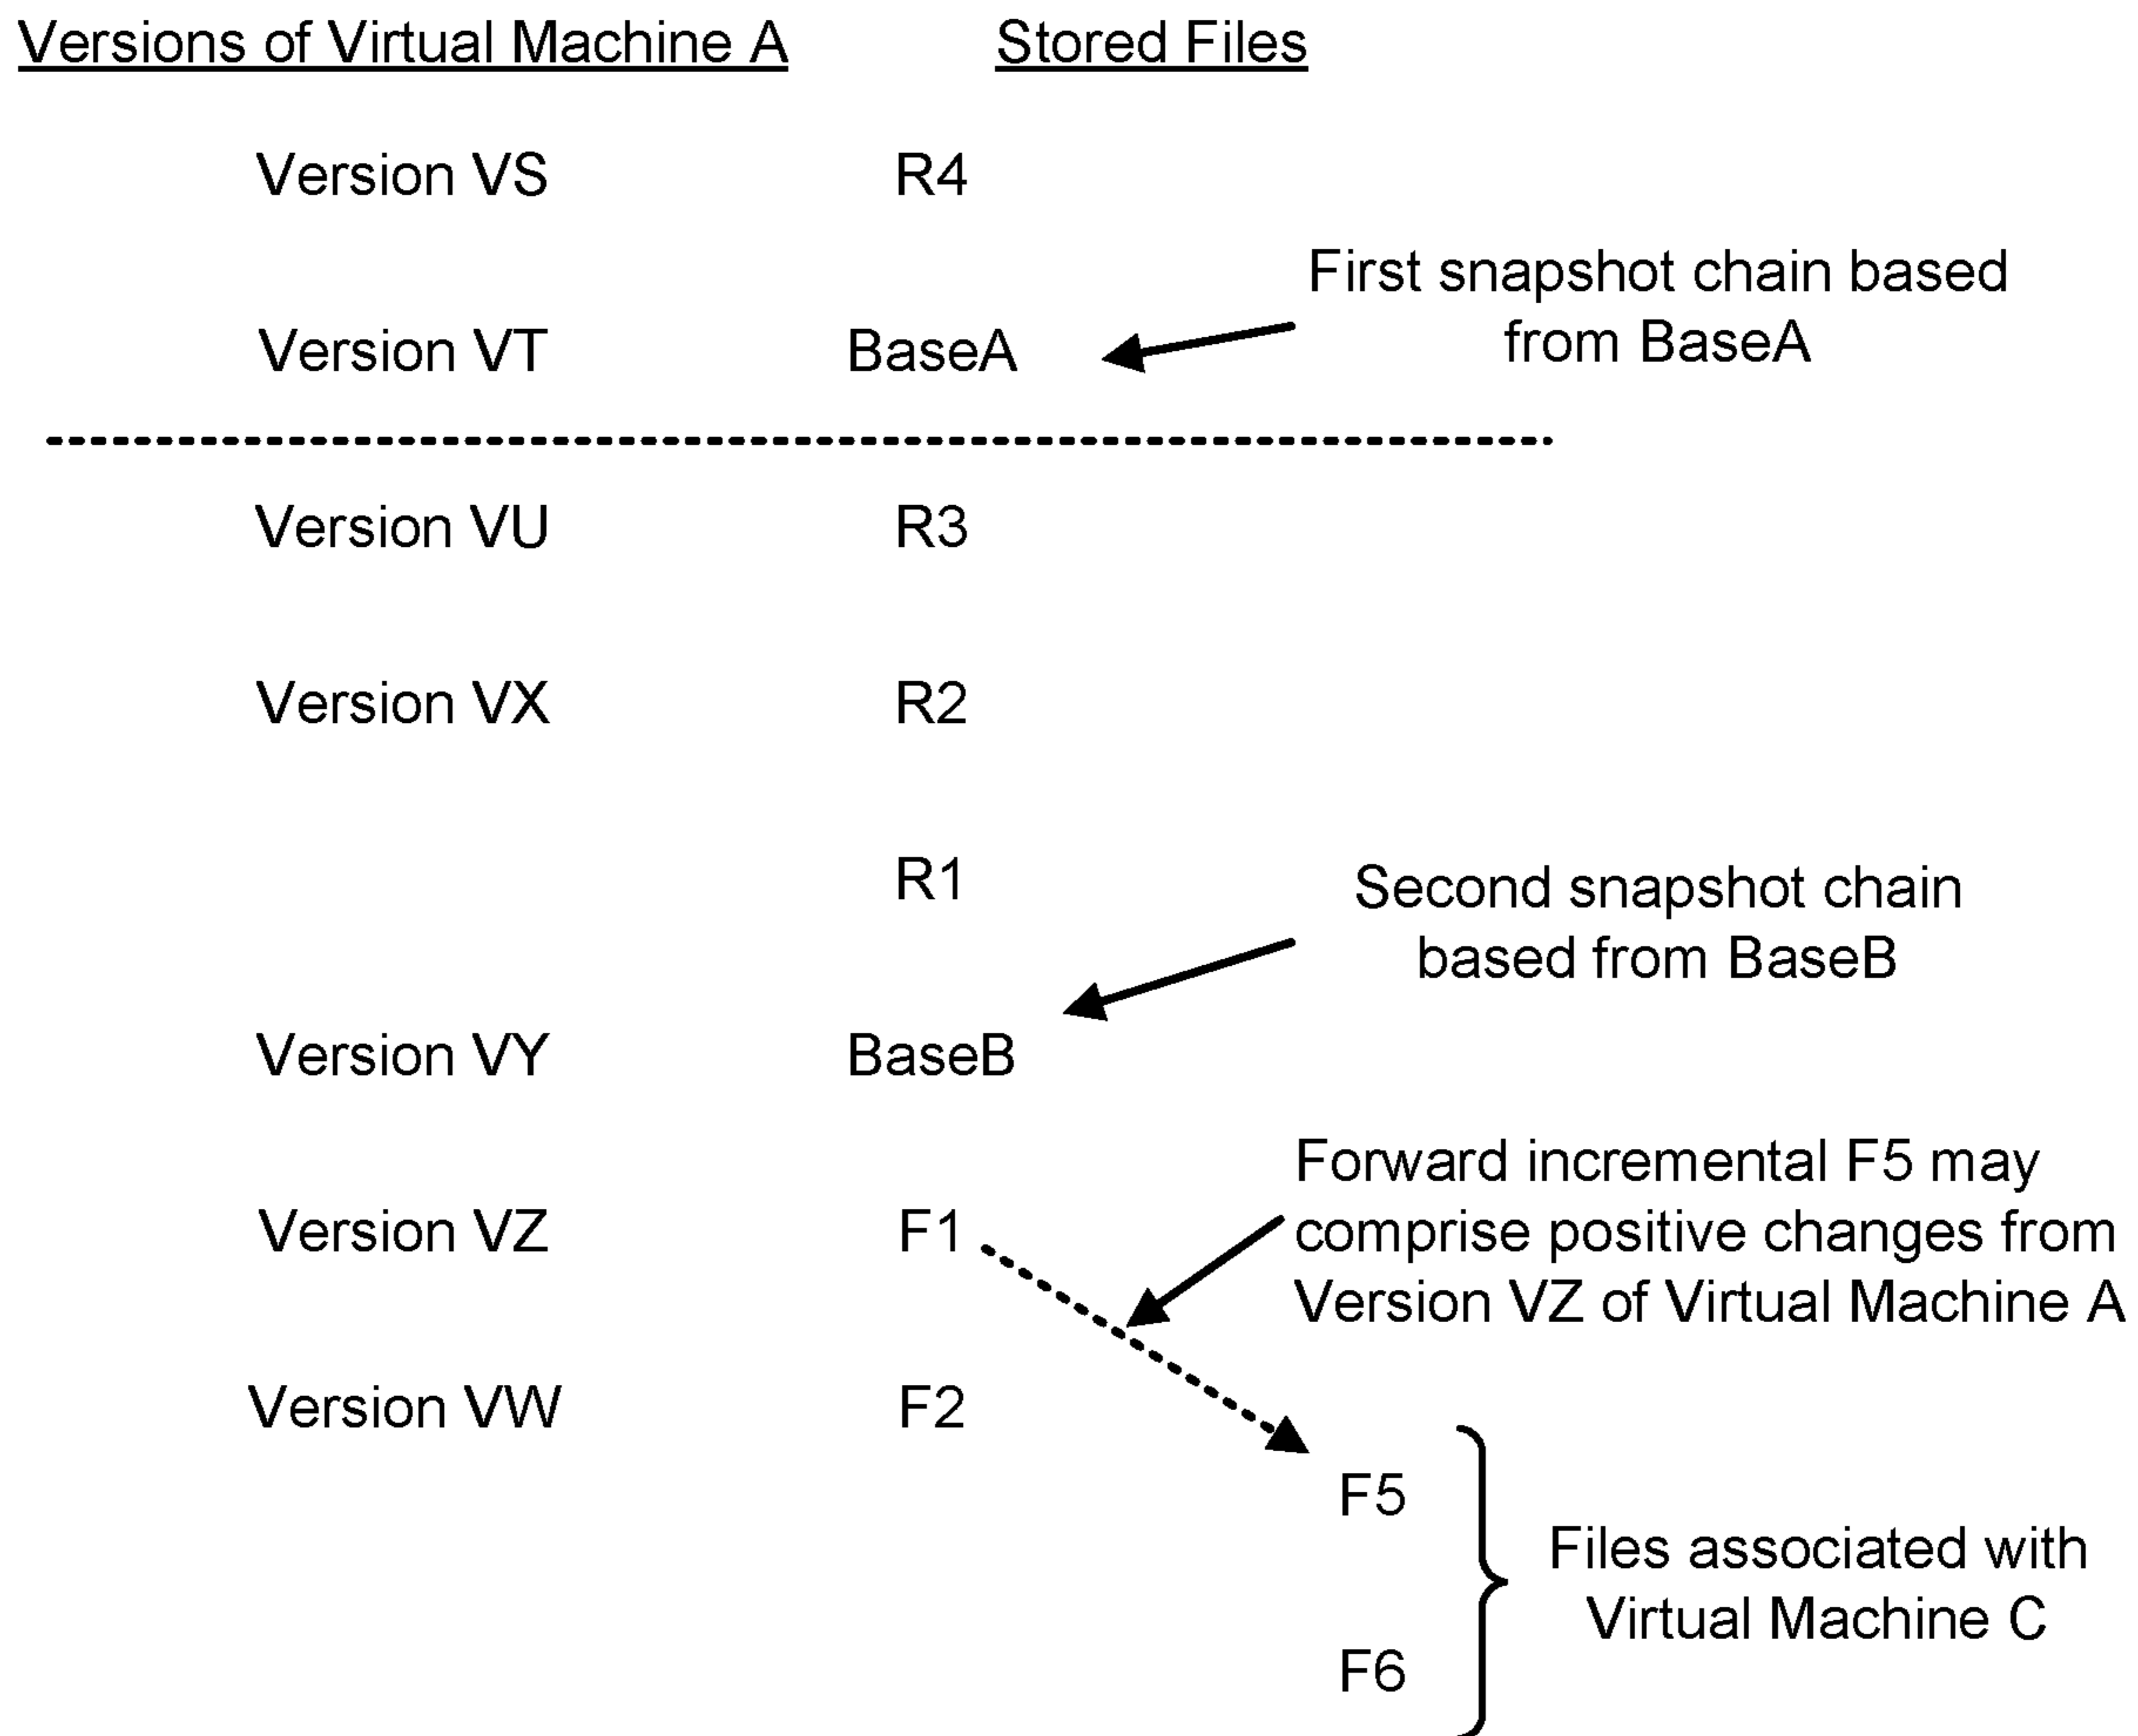 Versions of Virtual Machine A Stored Files
Version VS R4
First snapshot chain based
from BaseA
Version VT BaseA
Version VU R3
Version VX R2
R1
Second snapshot chain
based from BaseB
Version VY BaseB
Forward incremental F5 may
comprise positive changes from
Version VZ of Virtual Machine A
Version VZ F1
Version VW F2
F5
Files associated with
Virtual Machine C
F6